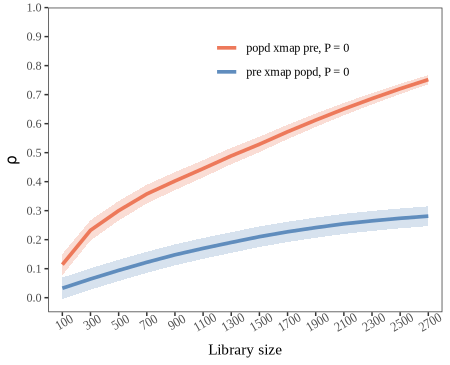 1.0
0.9
0.8
0.7
0.6
0.5
0.4
0.3
0.2
0.1
0.0
ρ
popd xmap pre, P = 0
pre xmap popd, P = 0
100 300 500 700 900 1100 1300 1500 1700 1900 2100 2300 2500 2700
Library size